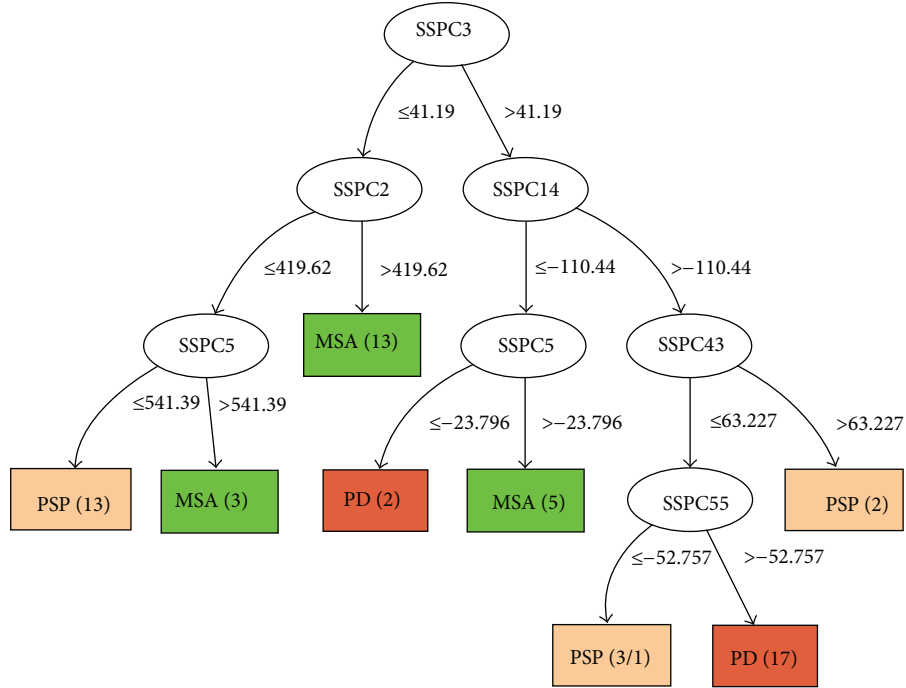 SSPC3
≤41.19
>41.19
SSPC2
SSPC14
≤419.62
>419.62
≤−110.44
>−110.44
SSPC5
MSA (13)
SSPC5
SSPC43
≤541.39
>541.39
≤−23.796
>−23.796
≤63.227
>63.227
PSP (13)
MSA (3)
PD (2)
MSA (5)
SSPC55
PSP (2)
≤−52.757
>−52.757
PSP (3/1)
PD (17)